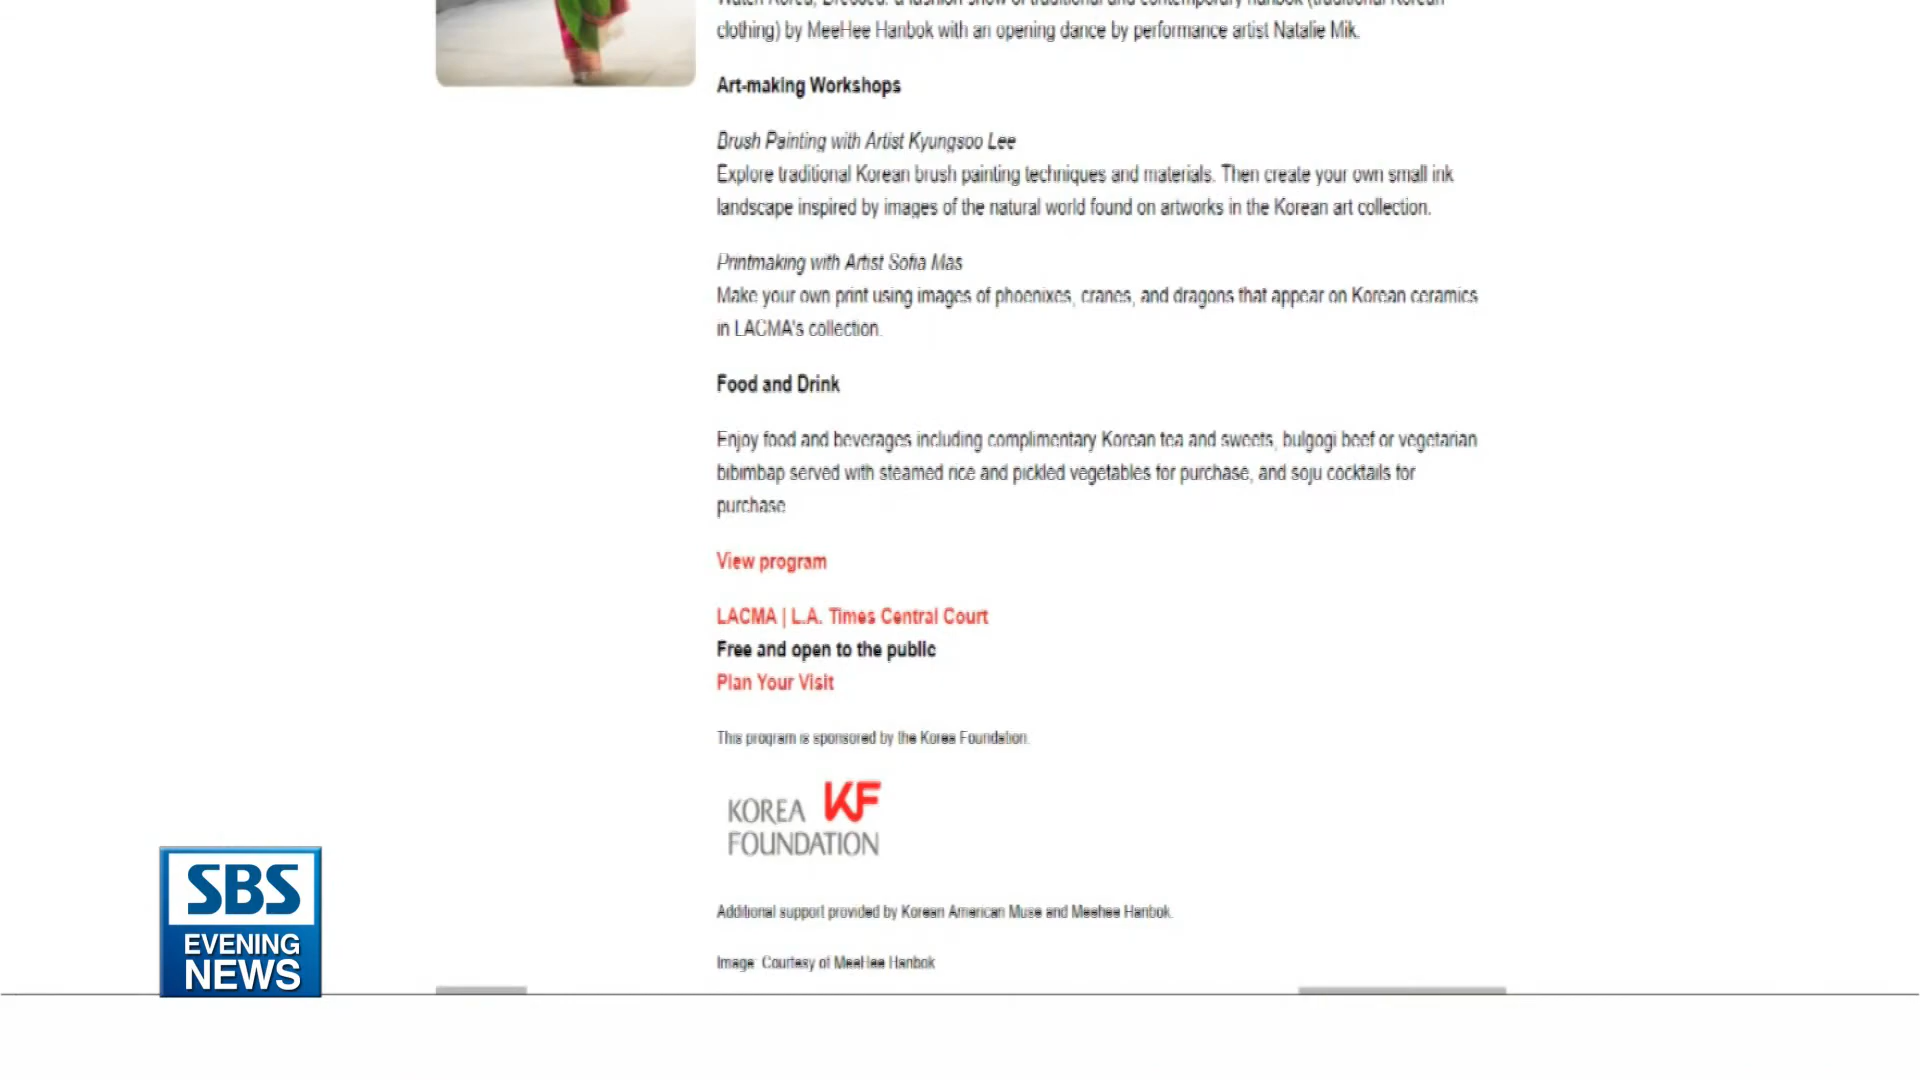 clothing) by MeeHee Hanbok with an opening dance by performance artist Natalie Mik.
Art-making Workshops
Brush Painting with Artist Kyungsoo Lee
Explore traditional Korean brush painting techniques and materials. Then create your own small ink
landscape inspired by images of the natural world found on artworks in the Korean art collection.
Printmaking with Artist Sofia Mas
Make your own print using images of phoenixes, cranes, and dragons that appear on Korean ceramics
in LACMA's collection.
Food and Drink
Enjoy food and beverages including complimentary Korean tea and sweets, bulgogi beef or vegetarian
bibimbap served with steamed rice and pickled vegetables for purchase, and soju cocktails for
purchase
View program
LACMA | L.A. Times Central Court
Free and open to the public
Plan Your Visit
This program is sponsored by the Korea Foundation.
KOREA KF
FOUNDATION
Additional support provided by Korean American Muse and Meehee Hanbok.
Image: Courtesy of MeeHee Hanbok
SBS
EVENING
NEWS